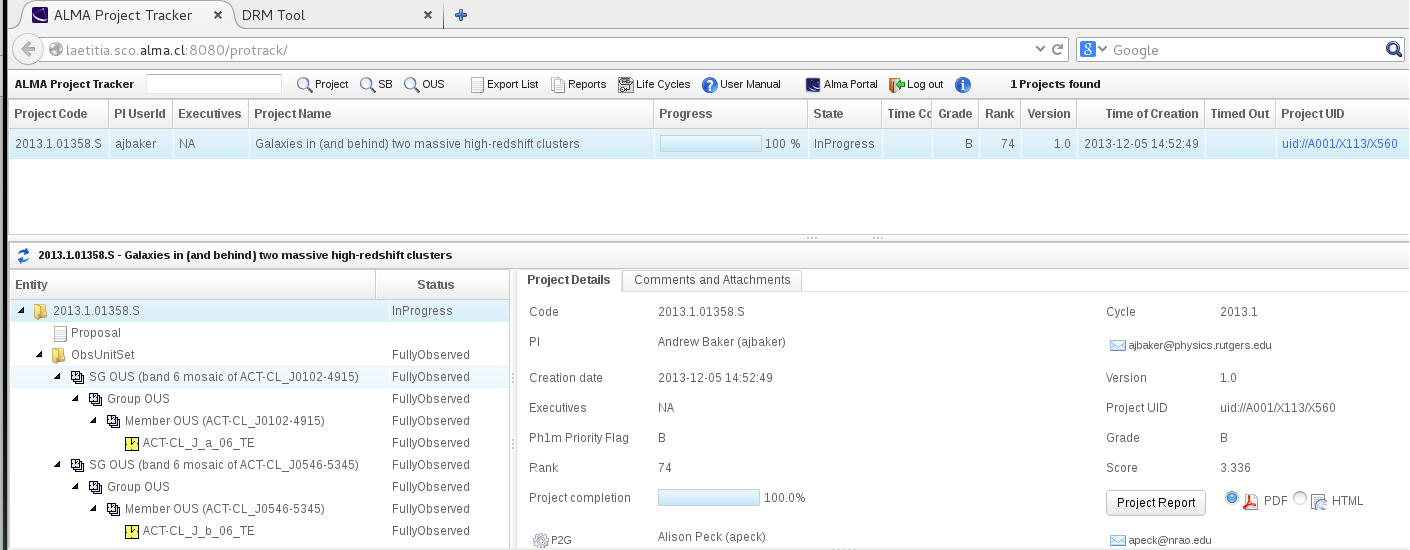 ALMA Project Tracker × DRM Tool ×
laetitia.sco.alma.cl:8080/protrack/ 8 Google
ALMA Project Tracker Project SB OUS Export List Reports Life Cycles User Manual Alma Portal Log out 1 Projects found
Project Code PI UserId Executives Project Name Progress State Time Cc Grade Rank Version Time of Creation Timed Out Project UID
2013.1.01358.S ajbaker NA Galaxies in (and behind) two massive high-redshift clusters 100 % InProgress B 74 1.0 2013-12-05 14:52:49 uid://A001/X113/X560
2013.1.01358.S - Galaxies in (and behind) two massive high-redshift clusters
Entity Status
2013.1.01358.S InProgress
Proposal
ObsUnitSet FullyObserved
SG OUS (band 6 mosaic of ACT-CL_J0102-4915) FullyObserved
Group OUS FullyObserved
Member OUS (ACT-CL_J0102-4915) FullyObserved
ACT-CL_J_a_06_TE FullyObserved
SG OUS (band 6 mosaic of ACT-CL_J0546-5345) FullyObserved
Group OUS FullyObserved
Member OUS (ACT-CL_J0546-5345) FullyObserved
ACT-CL_J_b_06_TE FullyObserved
Project Details Comments and Attachments
Code 2013.1.01358.S Cycle 2013.1
PI Andrew Baker (ajbaker) ajbaker@physics.rutgers.edu
Creation date 2013-12-05 14:52:49 Version 1.0
Executives NA Project UID uid://A001/X113/X560
Ph1m Priority Flag B Grade B
Rank 74 Score 3.336
Project completion 100.0% Project Report PDF HTML
P2G Alison Peck (apeck) apeck@nrao.edu